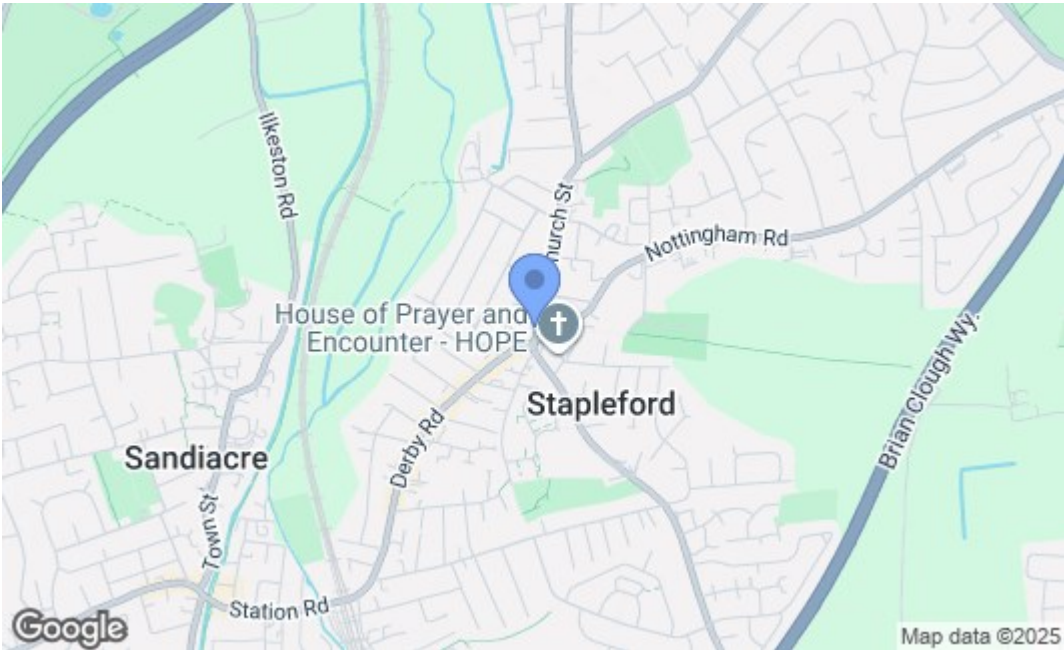 Ilkeston Rd
Church St
Nottingham Rd
House of Prayer and
Encounter - HOPE
Stapleford
Brian Clough Wy.
Derby Rd
Sandiacre
Town St
Station Rd
Google
Map data ©2025